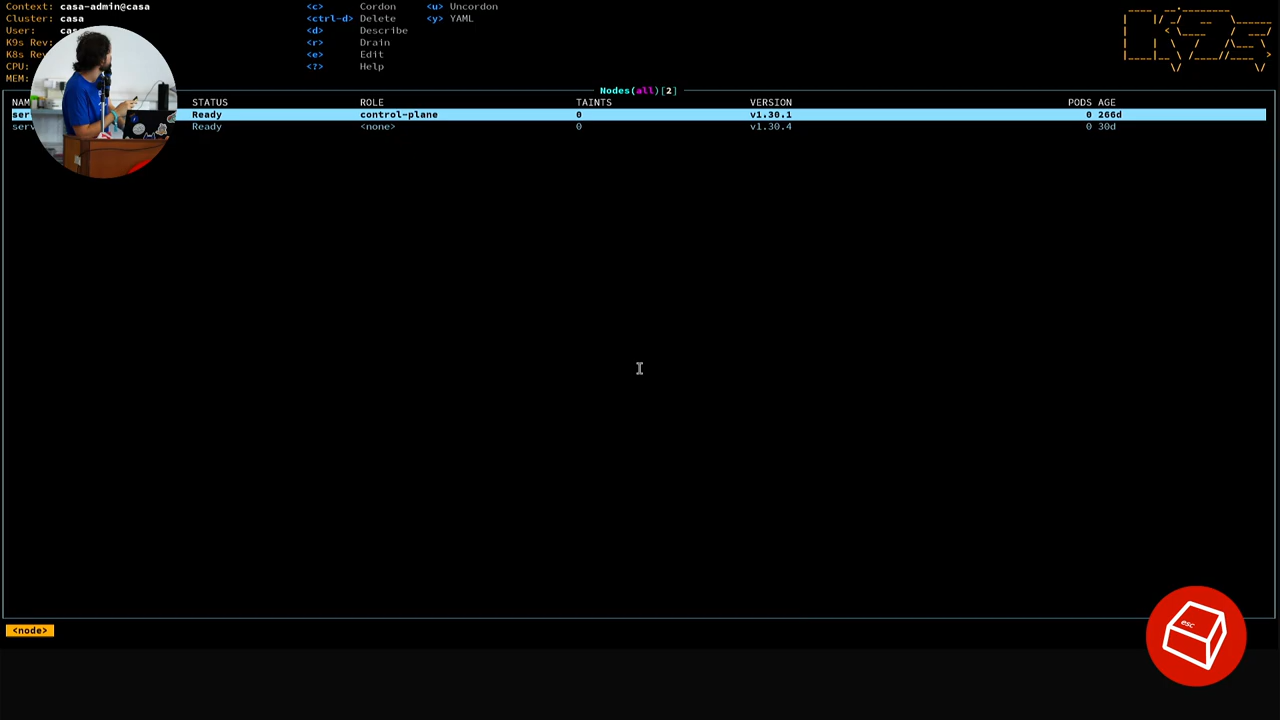 Context: casa-admin@casa <c> Cordon <u> Uncordon
Cluster: casa <ctrl-d> Delete <y> YAML
User: <d> Describe
K9s Rev: <r> Drain
K8s <e> Edit
CPU: <?> Help
MEM:
Nodes(all)[2]
STATUS ROLE TAINTS VERSION PODS AGE
Ready control-plane 0 v1.30.1 0 266d
Ready <none> 0 v1.30.4 0 30d
<node>
esc